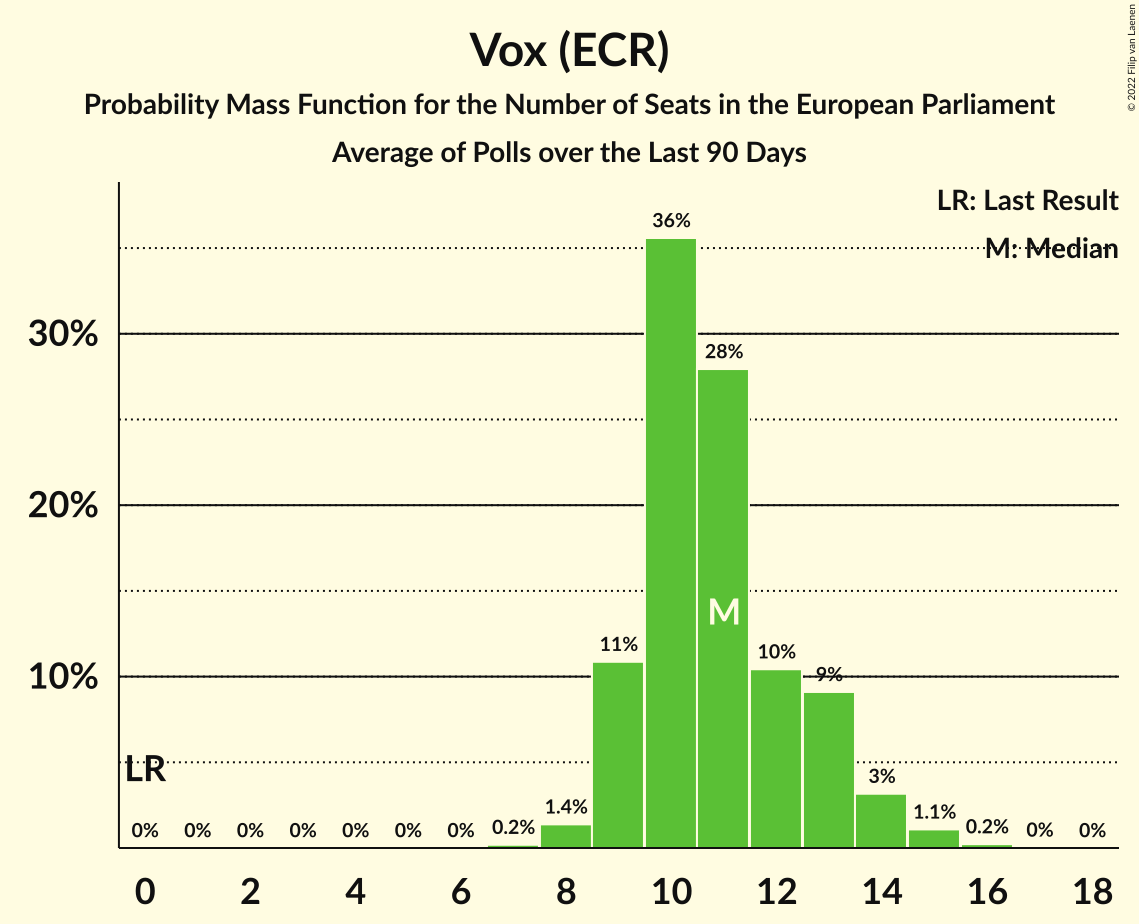 Vox (ECR)
Probability Mass Function for the Number of Seats in the European Parliament
Average of Polls over the Last 90 Days
© 2022 Filip van Laenen
LR: Last Result
M: Median
36%
30%
28%
20%
M
11%
10%
9%
10%
LR
3%
1.4%
1.1%
0% 0% 0% 0% 0% 0% 0% 0.2% 0.2% 0% 0%
0 2 4 6 8 10 12 14 16 18